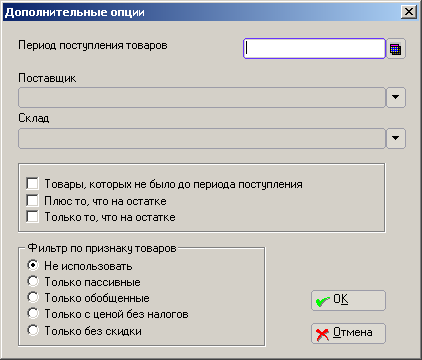 Дополнительные опции
Период поступления товаров
Поставщик
Склад
Товары, которых не было до периода поступления
Плюс то, что на остатке
Только то, что на остатке
Фильтр по признаку товаров
Не использовать
Только пассивные
Только обобщенные
Только с ценой без налогов
Только без скидки
OK
Отмена